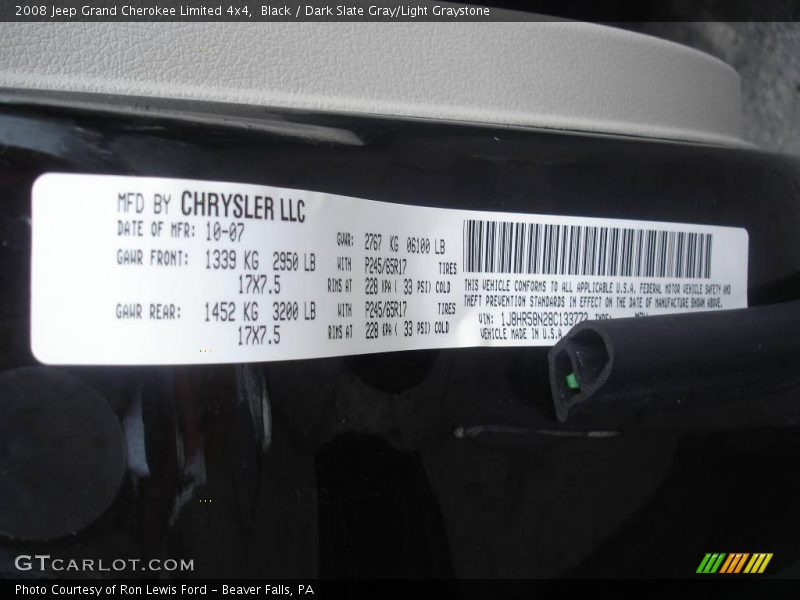 2008 Jeep Grand Cherokee Limited 4x4, Black / Dark Slate Gray/Light Graystone
MFD BY CHRYSLER LLC
DATE OF MFR: 10-07
GVWR: 2767 KG 06100 LB
GAWR FRONT: 1339 KG 2950 LB WITH P245/65R17 TIRES
17X7.5 RIMS AT 228 KPA ( 33 PSI) COLD
GAWR REAR: 1452 KG 3200 LB WITH P245/65R17 TIRES
17X7.5 RIMS AT 228 KPA ( 33 PSI) COLD
THIS VEHICLE CONFORMS TO ALL APPLICABLE U.S.A. FEDERAL MOTOR VEHICLE SAFETY AND
THEFT PREVENTION STANDARDS IN EFFECT ON THE DATE OF MANUFACTURE SHOWN ABOVE.
VIN: 1J8HR58N28C133772
VEHICLE MADE IN U.S.A.
GTCARLOT.COM
Photo Courtesy of Ron Lewis Ford - Beaver Falls, PA